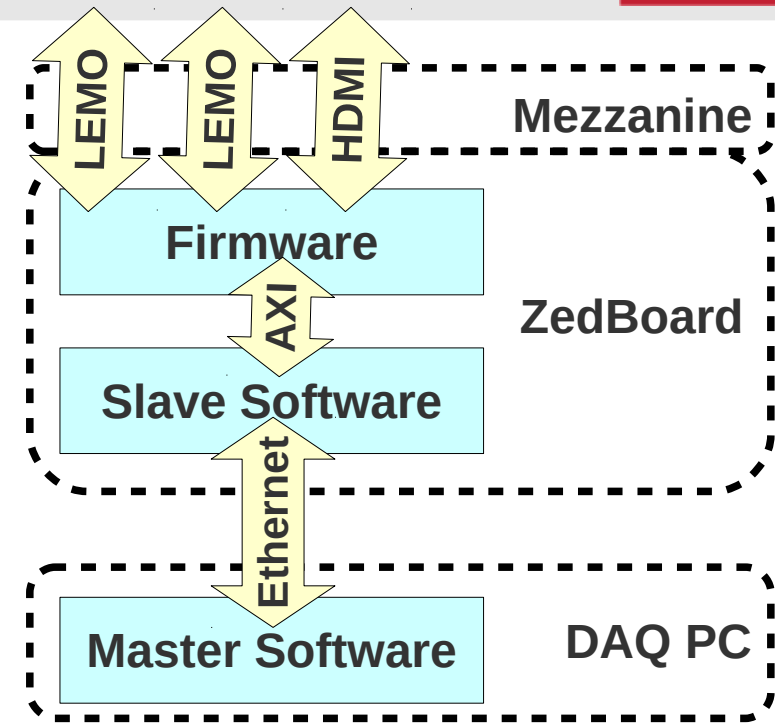 LEMO
LEMO
HDMI
Mezzanine
Firmware
AXI
ZedBoard
Slave Software
Ethernet
Master Software
DAQ PC